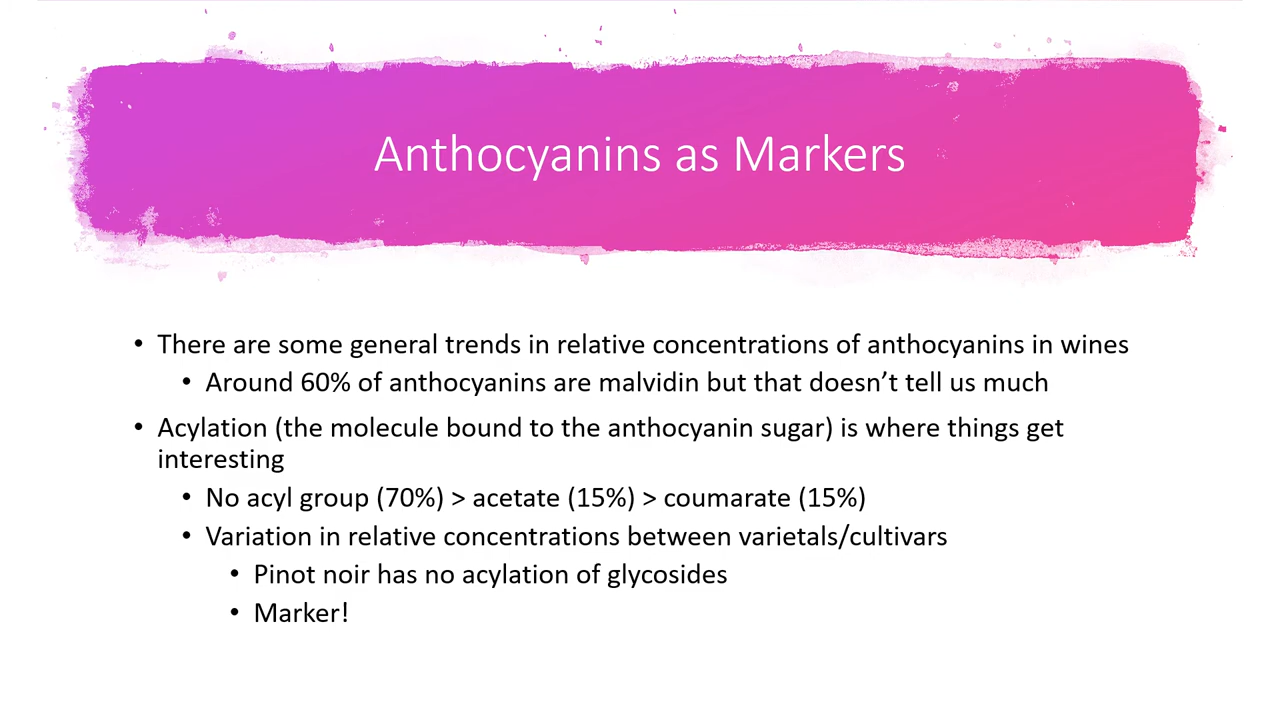 Anthocyanins as Markers
• There are some general trends in relative concentrations of anthocyanins in wines
• Around 60% of anthocyanins are malvidin but that doesn’t tell us much
• Acylation (the molecule bound to the anthocyanin sugar) is where things get
interesting
• No acyl group (70%) > acetate (15%) > coumarate (15%)
• Variation in relative concentrations between varietals/cultivars
• Pinot noir has no acylation of glycosides
• Marker!